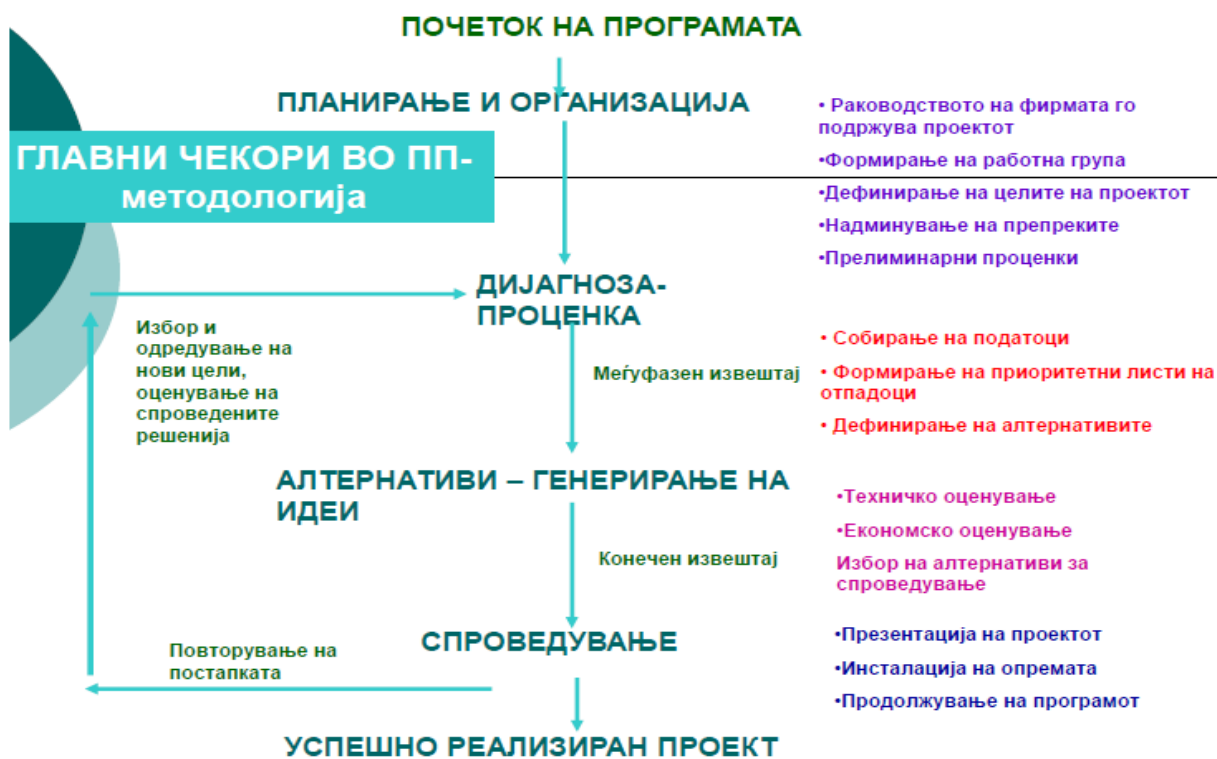 ПОЧЕТОК НА ПРОГРАМАТА
ПЛАНИРАЊЕ И ОРГАНИЗАЦИЈА
• Раководството на фирмата го
подржува проектот
•Формирање на работна група
•Дефинирање на целите на проектот
•Надминување на препреките
•Прелиминарни проценки
ГЛАВНИ ЧЕКОРИ ВО ПП-
методологија
ДИЈАГНОЗА-
ПРОЦЕНКА
Избор и
одредување на
нови цели,
оценување на
спроведените
решенија
Меѓуфазен извештај
• Собирање на податоци
• Формирање на приоритетни листи на
отпадоци
• Дефинирање на алтернативите
АЛТЕРНАТИВИ – ГЕНЕРИРАЊЕ НА
ИДЕИ
•Техничко оценување
•Економско оценување
Избор на алтернативи за
спроведување
Конечен извештај
СПРОВЕДУВАЊЕ
•Презентација на проектот
•Инсталација на опремата
•Продолжување на програмот
Повторување на
постапката
УСПЕШНО РЕАЛИЗИРАН ПРОЕКТ